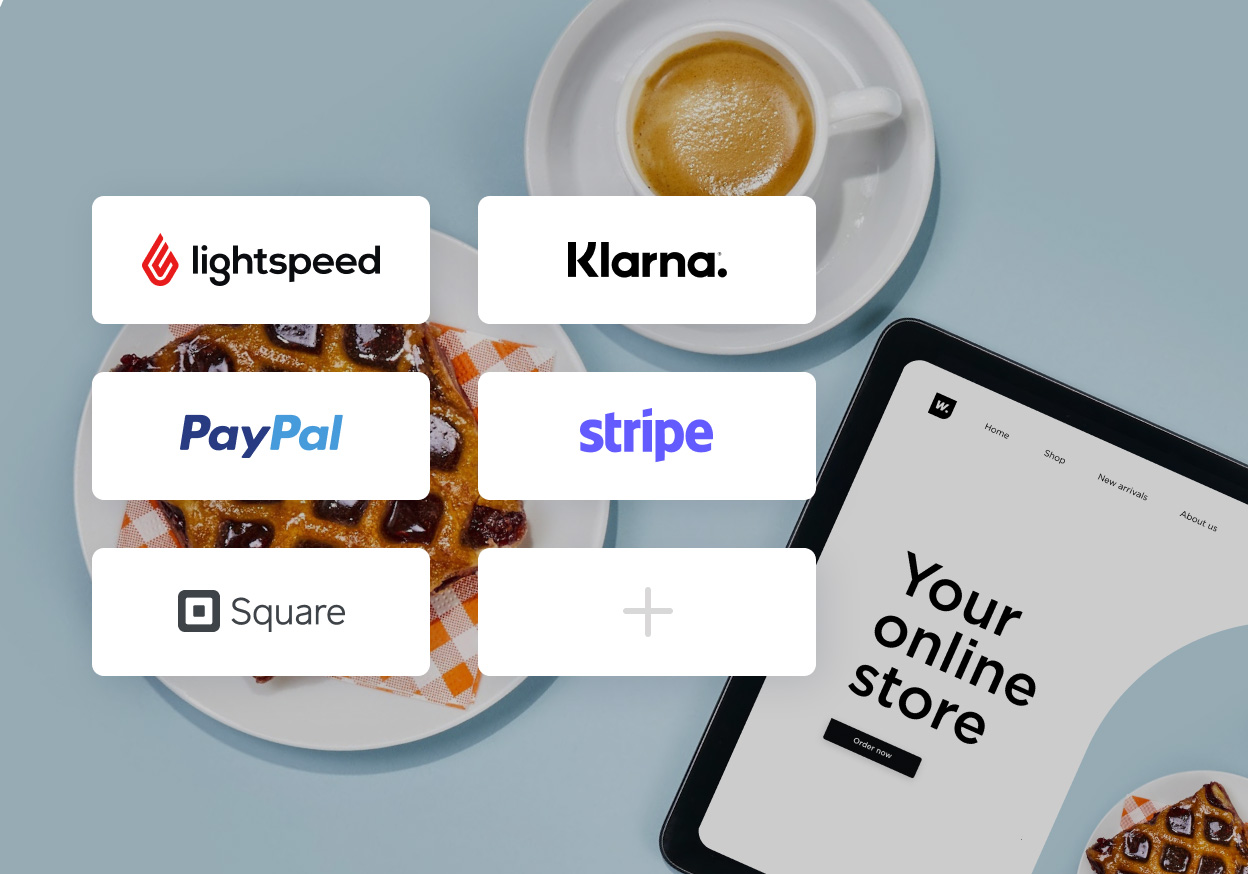 lightspeed
Klarna.
PayPal
stripe
Square
W.
Home
Shop
New arrivals
About us
Your
online
store
Order now